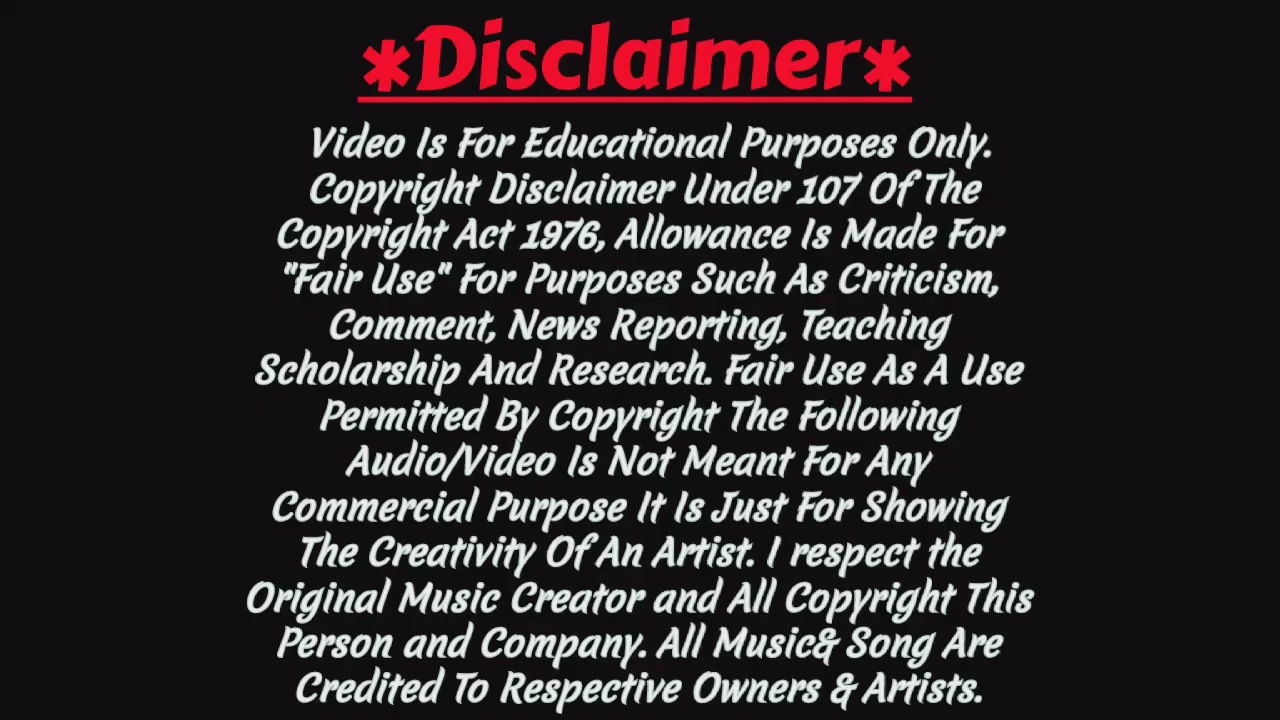 *Disclaimer*
Video Is For Educational Purposes Only.
Copyright Disclaimer Under 107 Of The
Copyright Act 1976, Allowance Is Made For
"Fair Use" For Purposes Such As Criticism,
Comment, News Reporting, Teaching
Scholarship And Research. Fair Use As A Use
Permitted By Copyright The Following
Audio/Video Is Not Meant For Any
Commercial Purpose It Is Just For Showing
The Creativity Of An Artist. I respect the
Original Music Creator and All Copyright This
Person and Company. All Music& Song Are
Credited To Respective Owners & Artists.